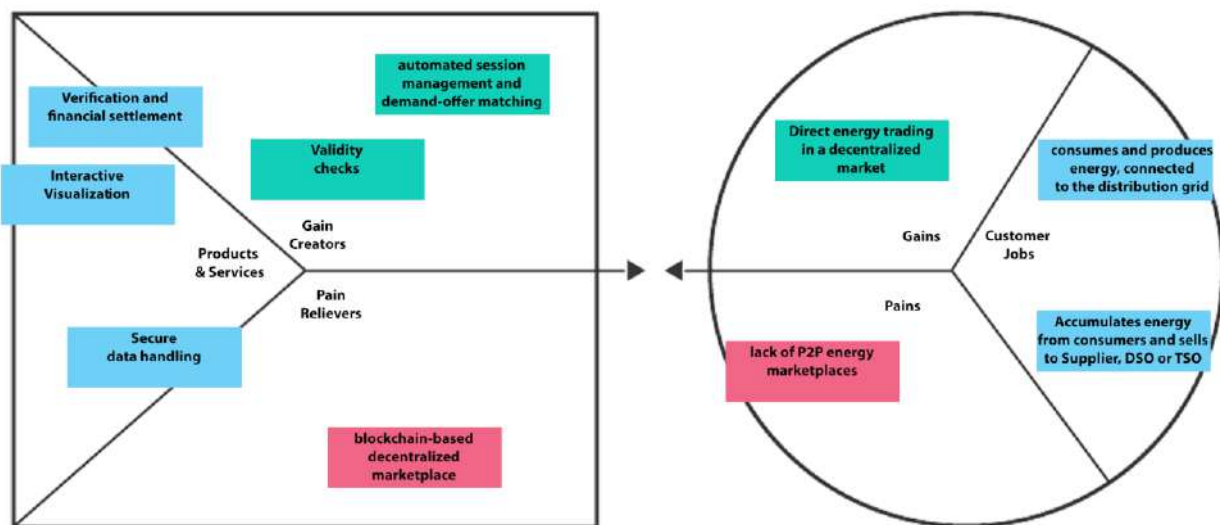 automated session
management and
demand-offer matching
Verification and
financial settlement
Validity
checks
Interactive
Visualization
Gain
Creators
Products
& Services
Pain
Relievers
Secure
data handling
blockchain-based
decentralized
marketplace
Direct energy trading
in a decentralized
market
consumes and produces
energy, connected
to the distribution grid
Gains
Customer
Jobs
Pains
Accumulates energy
from consumers and sells
to Supplier, DSO or TSO
lack of P2P energy
marketplaces